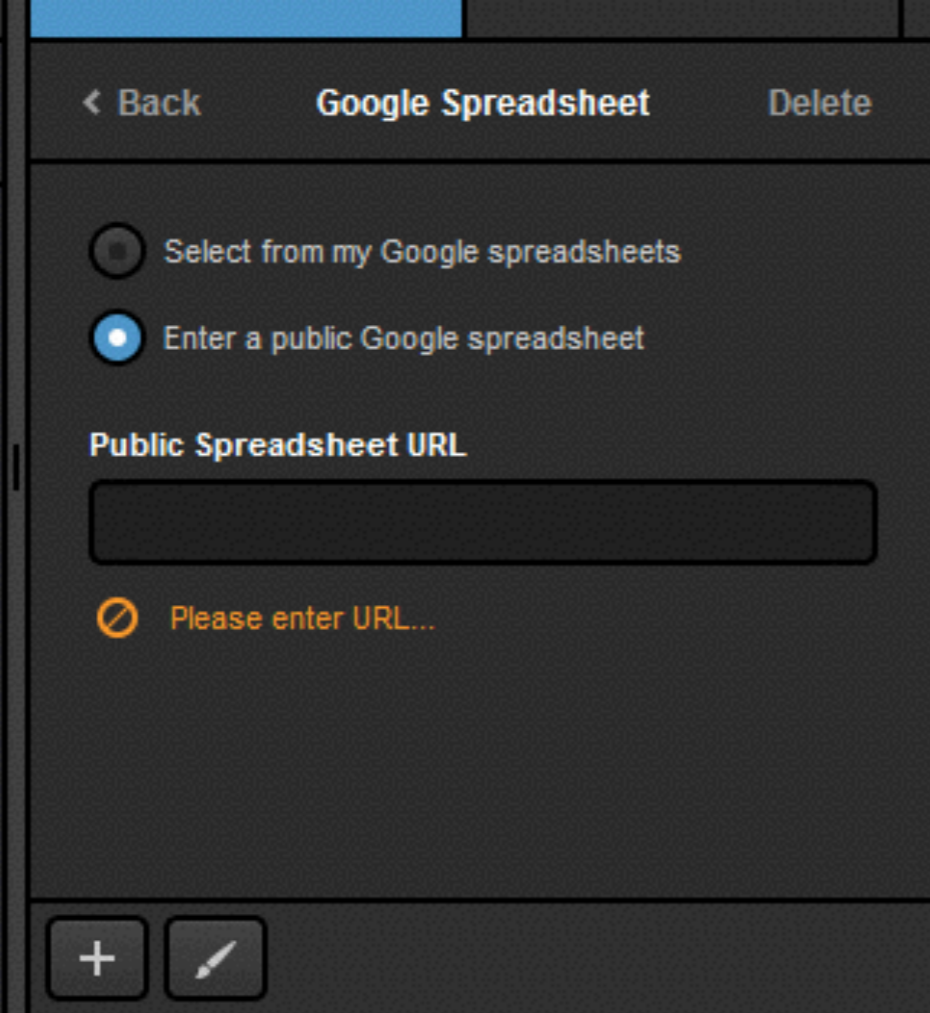 Back Google Spreadsheet Delete
Select from my Google spreadsheets
Enter a public Google spreadsheet
Public Spreadsheet URL
Please enter URL...